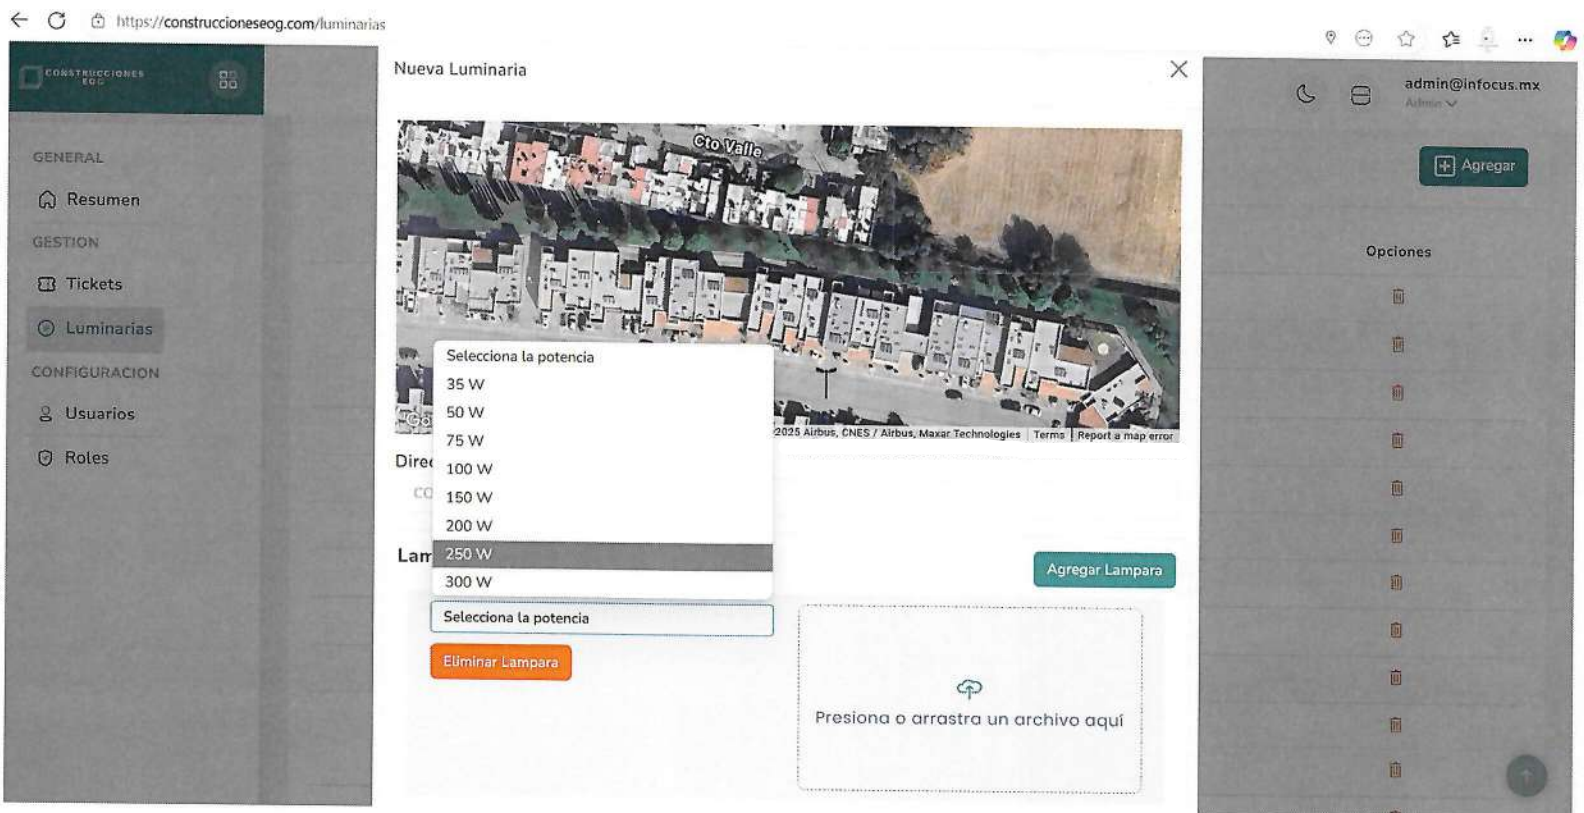 https://construccioneseog.com/luminarias
CONSTRUCCIONES
EOG
Nueva Luminaria
admin@infocus.mx
Admin
GENERAL
Resumen
GESTION
Tickets
Luminarias
CONFIGURACION
Usuarios
Roles
Agregar
Opciones
Cto Valle
Selecciona la potencia
35 W
50 W
75 W
100 W
150 W
200 W
250 W
300 W
2025 Airbus, CNES / Airbus, Maxar Technologies Terms Report a map error
Direc
CO
Lam
Agregar Lampara
Selecciona la potencia
Eliminar Lampara
Presiona o arrastra un archivo aquí